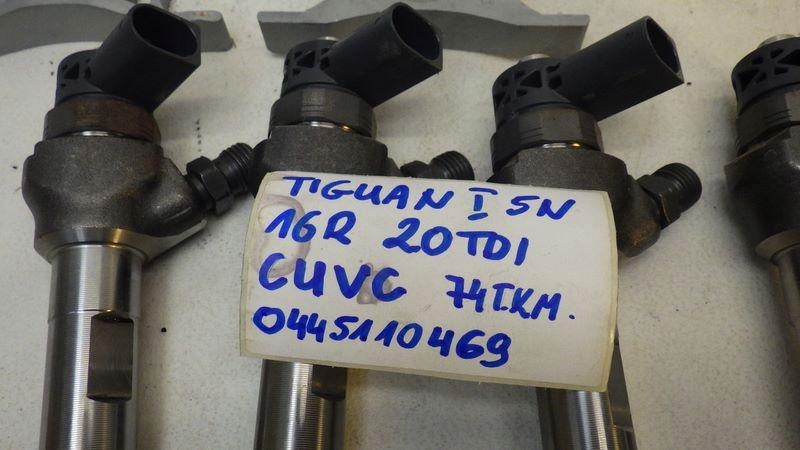 TIGUAN I 5N
16R 20TDI
CUVC 74T.KM.
0445110469